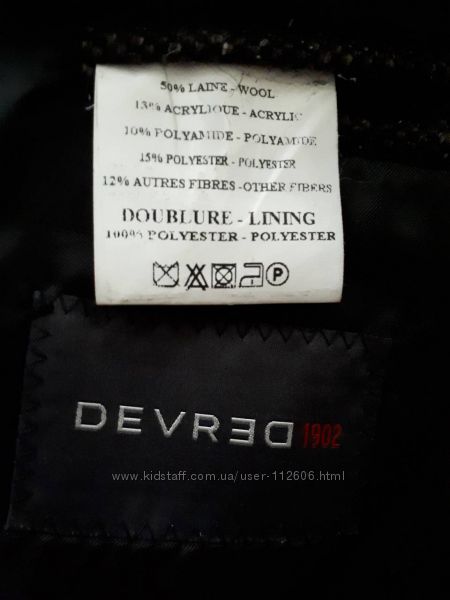 50% LAINE - WOOL
13% ACRYLIQUE - ACRYLIC
10% POLYAMIDE - POLYAMIDE
15% POLYESTER - POLYESTER
12% AUTRES FIBRES - OTHER FIBERS
DOUBLURE - LINING
100% POLYESTER - POLYESTER
P
DEVRED 1902
www.kidstaff.com.ua/user-112606.html